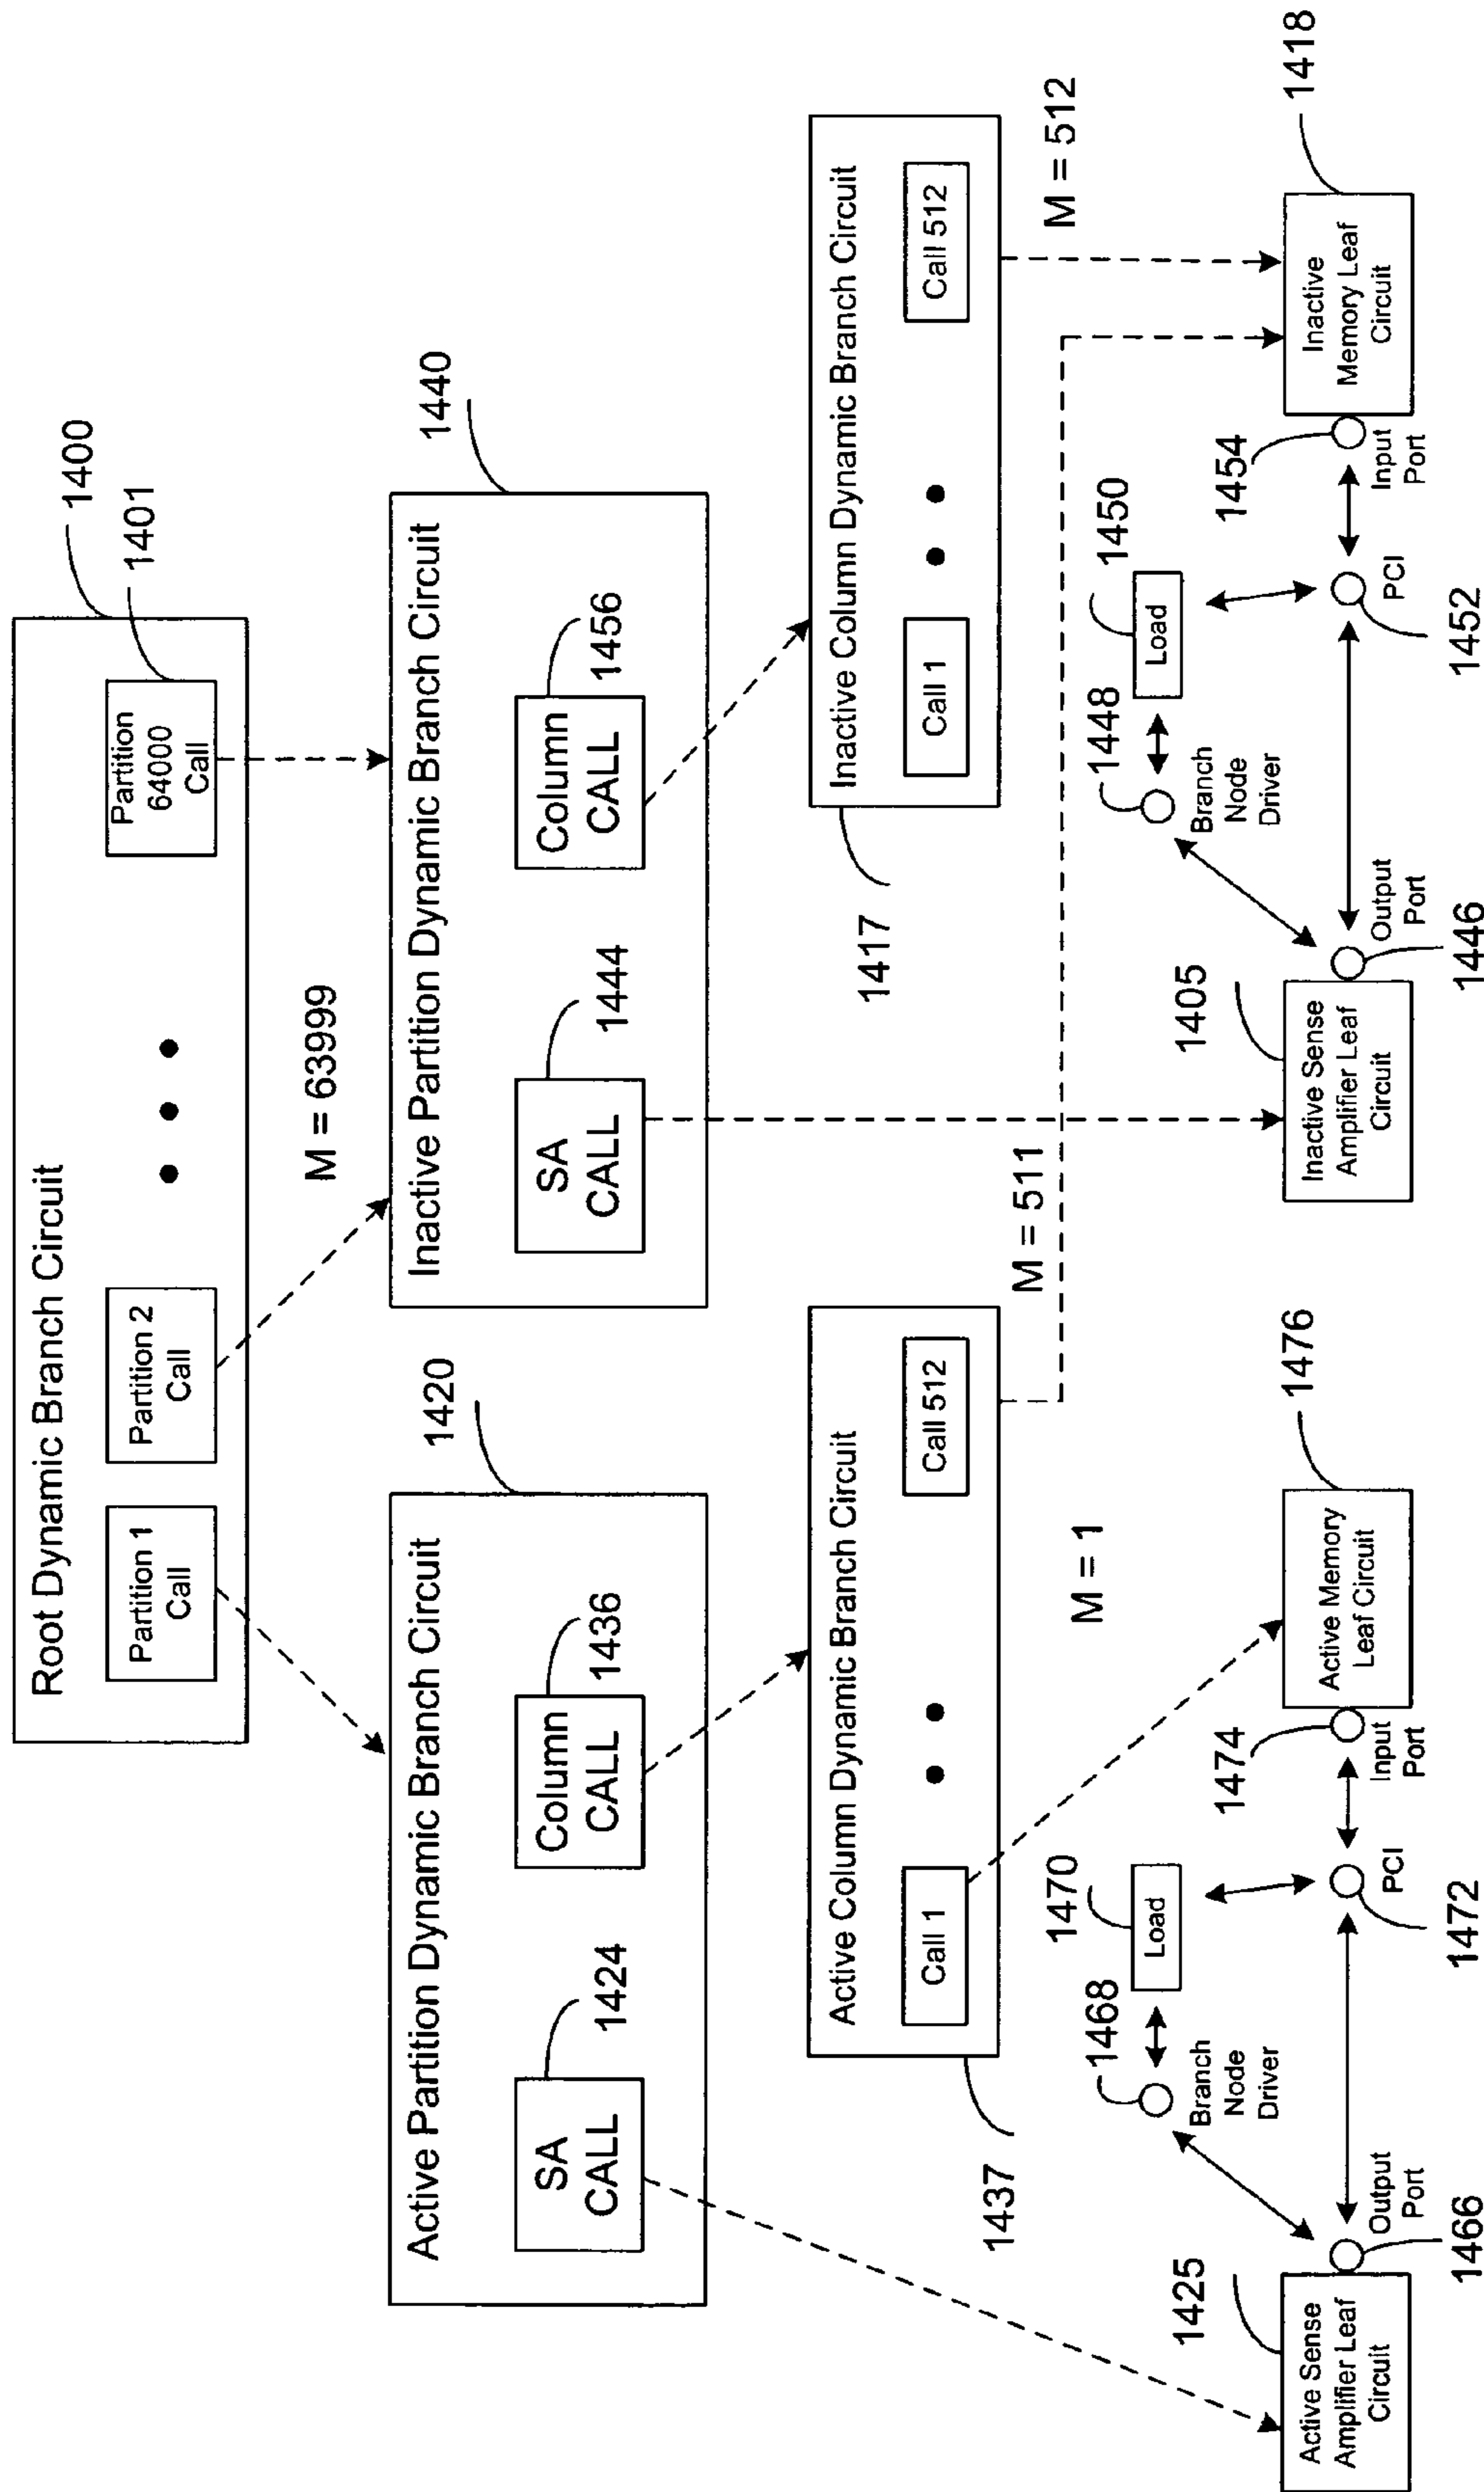 Root Dynamic Branch Circuit
1400
1401
Partition 1
Call
Partition 2
Call
Partition
64000
Call
M = 63999
1420
1440
Active Partition Dynamic Branch Circuit
SA
CALL
1424
Column
CALL
1436
Inactive Partition Dynamic Branch Circuit
SA
CALL
1444
Column
CALL
1456
Active Column Dynamic Branch Circuit
Call 1
Call 512
1437
Inactive Column Dynamic Branch Circuit
Call 1
Call 512
1417
M = 1
M = 511
M = 512
1425
Active Sense
Amplifier Leaf
Circuit
Output
Port
1466
1468
Branch
Node
Driver
1470
Load
PCI
1472
1474
Input
Port
Active Memory
Leaf Circuit
1476
1405
Inactive Sense
Amplifier Leaf
Circuit
Output
Port
1446
1448
Branch
Node
Driver
1450
Load
PCI
1452
1454
Input
Port
Inactive
Memory Leaf
Circuit
1418